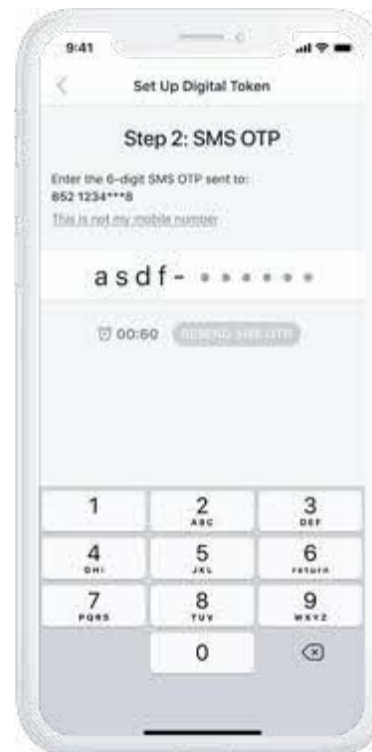 9:41
Set Up Digital Token
Step 2: SMS OTP
Enter the 6-digit SMS OTP sent to:
652 1234***8
This is not my mobile number
asdf-
00:60 RESEND SMS OTP
1 2 3
ABC DEF
4 5 6
GHI JKL return
7 8 9
PQRS TUV WXYZ
0